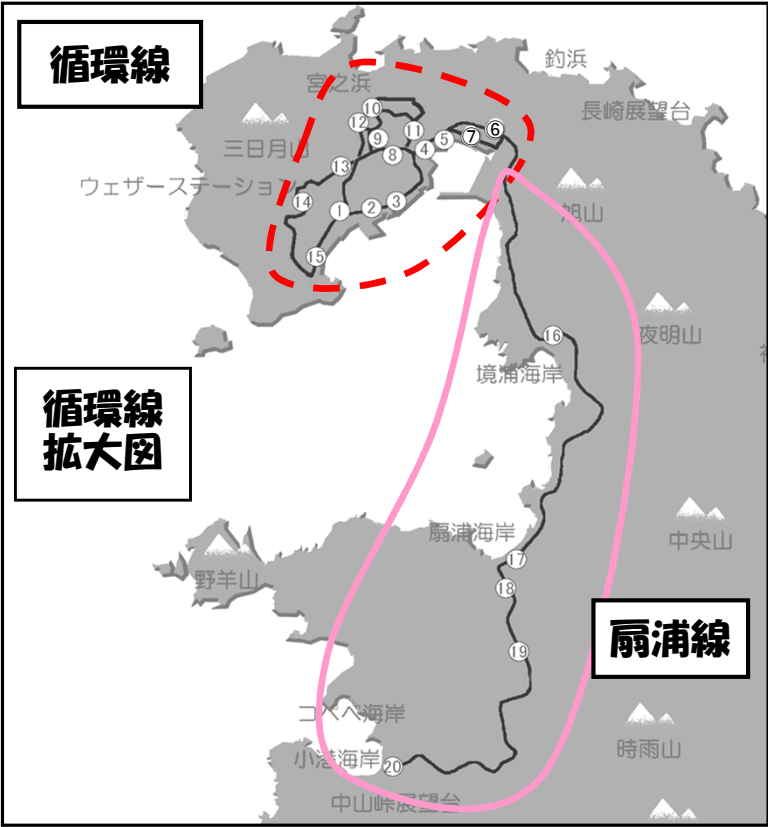 循環線
釣浜
宮之浜
長崎展望台
10
12
11
6
7
5
9
4
8
三日月山
13
ウェザーステーション
14
3
2
1
旭山
15
16
夜明山
境浦海岸
循環線
拡大図
扇浦海岸
中央山
17
野羊山
18
扇浦線
19
コペペ海岸
時雨山
小港海岸
20
中山峠展望台